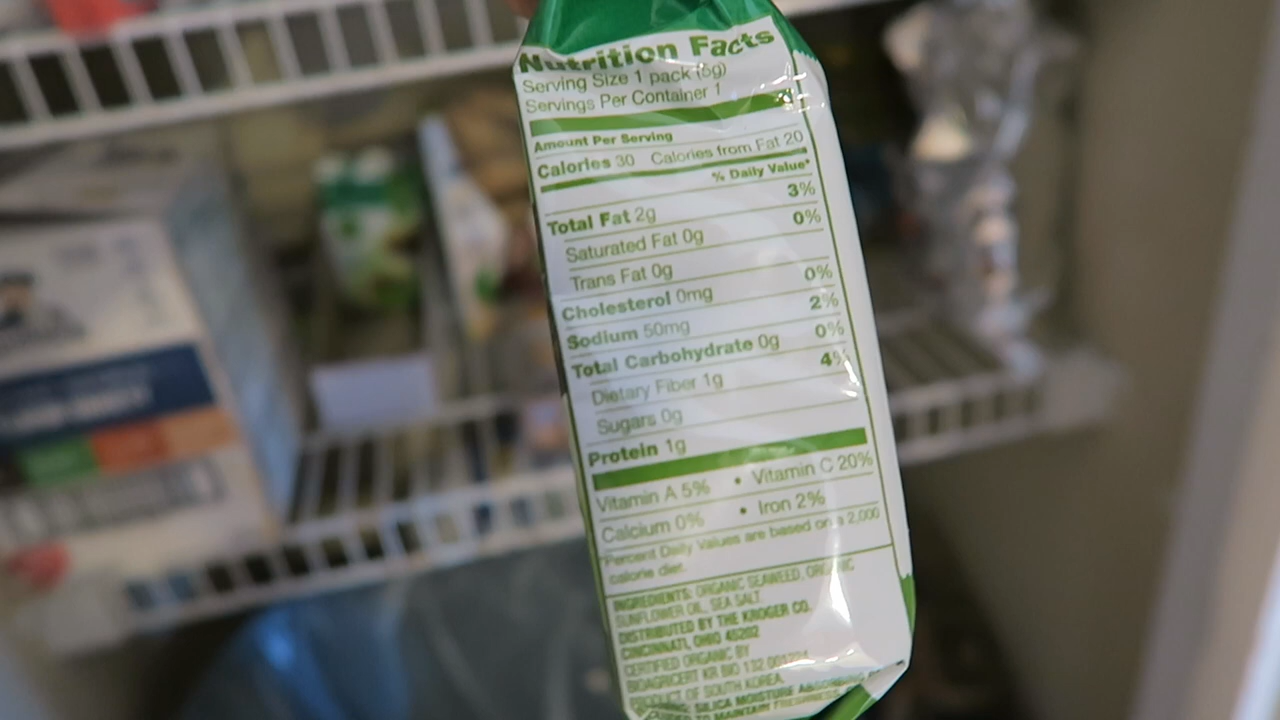 Nutrition Facts
Serving Size 1 pack (5g)
Servings Per Container 1
Amount Per Serving
Calories 30 Calories from Fat 20
% Daily Value*
Total Fat 2g 3%
Saturated Fat 0g 0%
Trans Fat 0g
Cholesterol 0mg 0%
Sodium 50mg 2%
Total Carbohydrate 0g 0%
Dietary Fiber 1g 4%
Sugars 0g
Protein 1g
Vitamin A 5% • Vitamin C 20%
Calcium 0% • Iron 2%
*Percent Daily Values are based on a 2,000
calorie diet.
INGREDIENTS: ORGANIC SEAWEED, ORGANIC
SUNFLOWER OIL, SEA SALT.
DISTRIBUTED BY THE KROGER CO.
CINCINNATI, OHIO 45202
CERTIFIED ORGANIC BY
BIOAGRICERT KR BIO 132
PRODUCT OF SOUTH KOREA.
SILICA MOISTURE
TO MAINTAIN